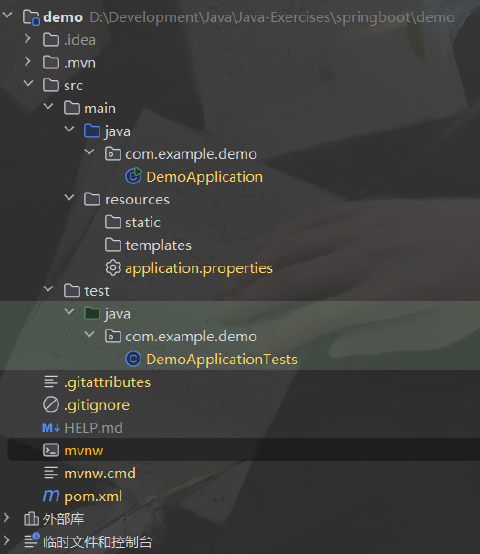 demo D:\Development\Java\Java-Exercises\springboot\demo
.idea
.mvn
src
main
java
com.example.demo
DemoApplication
resources
static
templates
application.properties
test
java
com.example.demo
DemoApplicationTests
.gitattributes
.gitignore
M↓ HELP.md
mvnw
mvnw.cmd
m pom.xml
外部库
临时文件和控制台